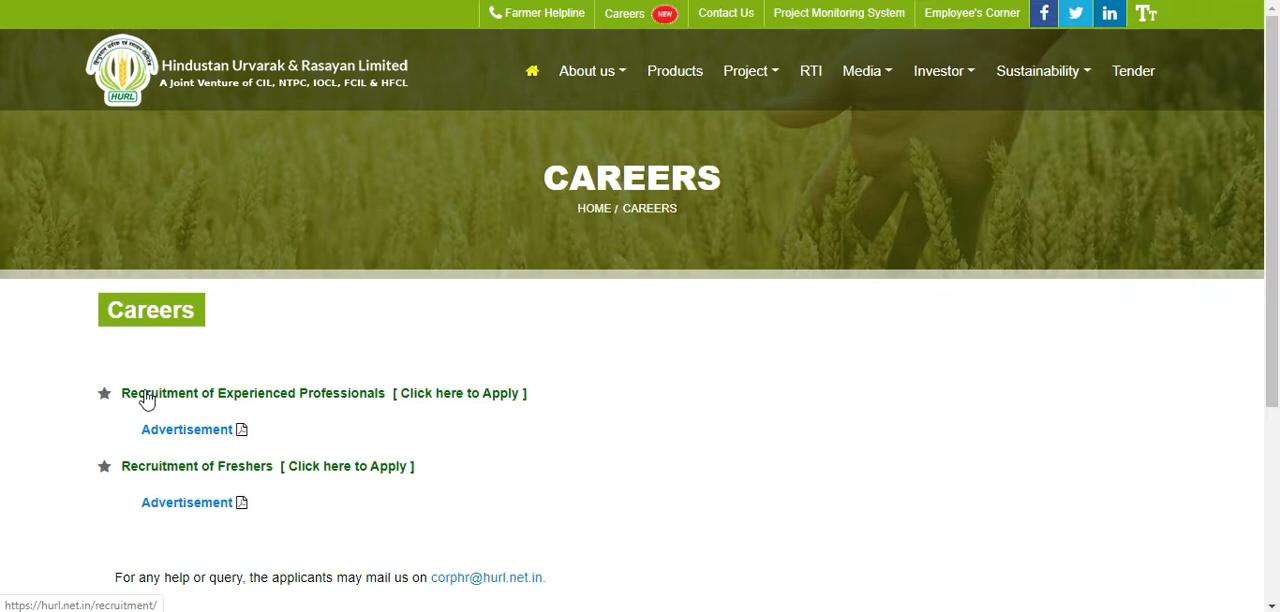 Farmer Helpline Careers NEW Contact Us Project Monitoring System Employee's Corner f in TT
HURL
Hindustan Urvarak & Rasayan Limited
A Joint Venture of CIL, NTPC, IOCL, FCIL & HFCL
About us Products Project RTI Media Investor Sustainability Tender
CAREERS
HOME / CAREERS
Careers
Recruitment of Experienced Professionals [ Click here to Apply ]
Advertisement
Recruitment of Freshers [ Click here to Apply ]
Advertisement
For any help or query, the applicants may mail us on corphr@hurl.net.in.
https://hurl.net.in/recruitment/